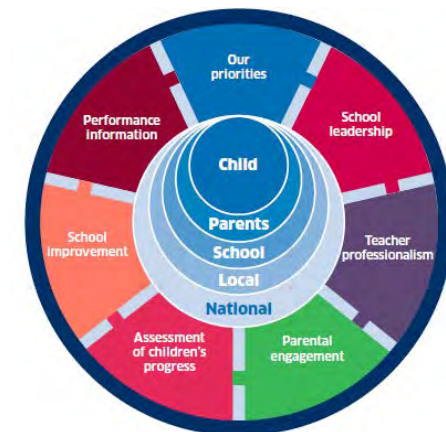 Our
priorities
School
leadership
Teacher
professionalism
Parental
engagement
Assessment
of children's
progress
School
improvement
Performance
information
Child
Parents
School
Local
National